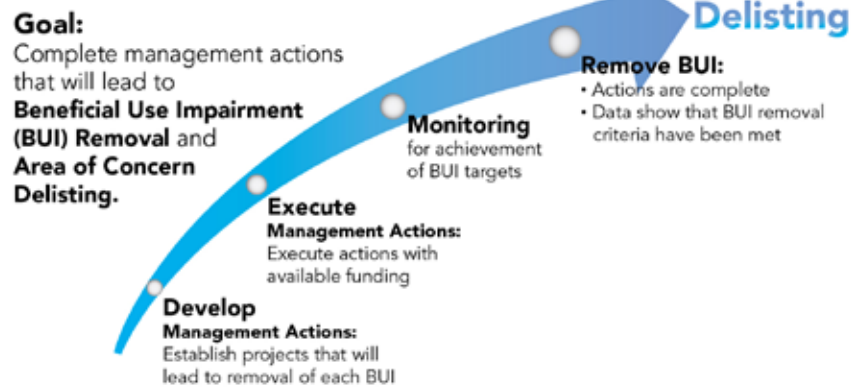 Goal:
Complete management actions
that will lead to
Beneficial Use Impairment
(BUI) Removal and
Area of Concern
Delisting.
Develop
Management Actions:
Establish projects that will
lead to removal of each BUI
Execute
Management Actions:
Execute actions with
available funding
Monitoring
for achievement
of BUI targets
Remove BUI:
• Actions are complete
• Data show that BUI removal
criteria have been met
Delisting